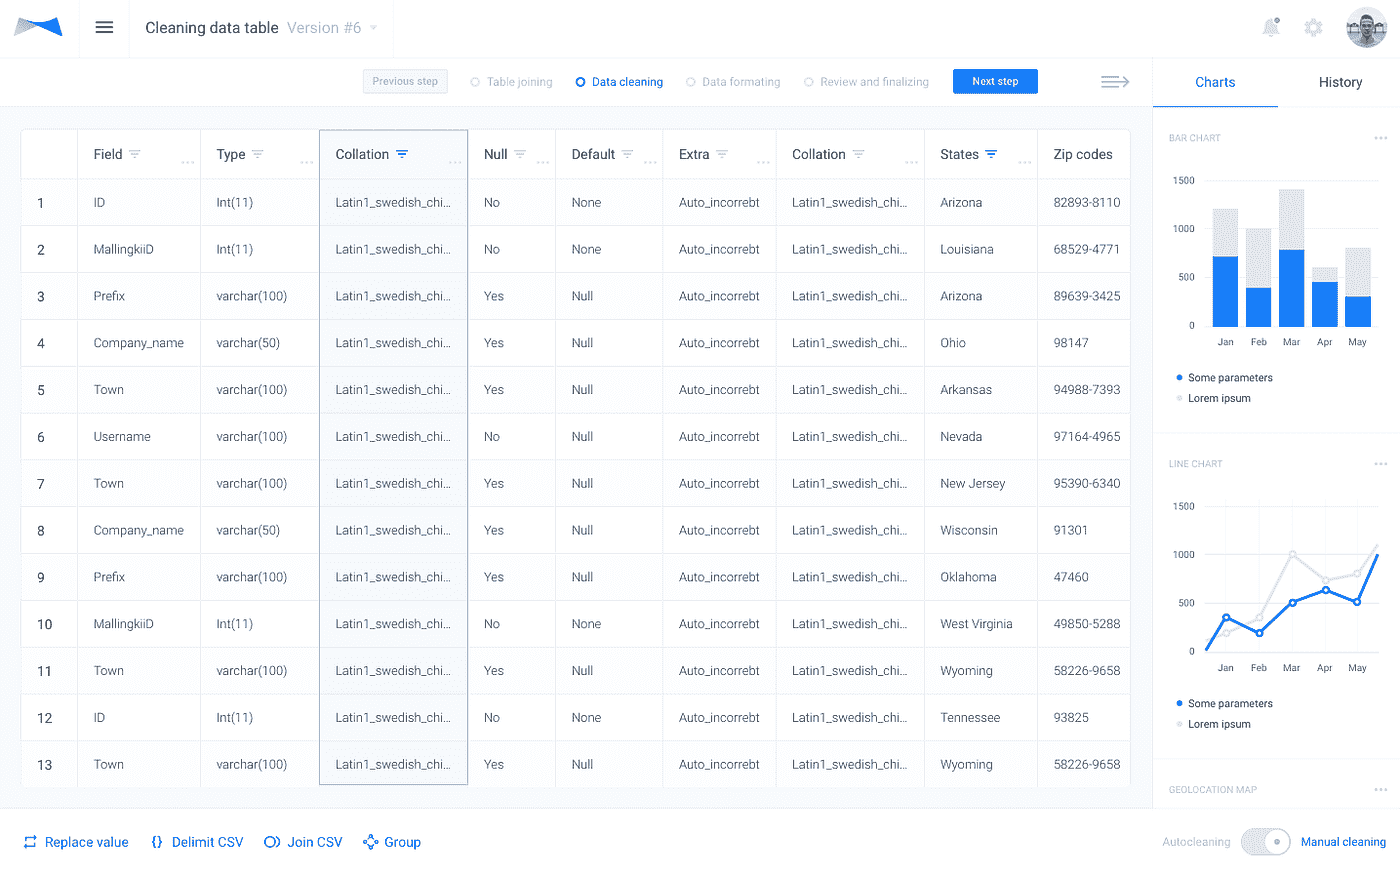 Cleaning data table Version #6
Previous step Table joining Data cleaning Data formating Review and finalizing Next step
Charts History
Field Type Collation Null Default Extra Collation States Zip codes
1 ID Int(11) Latin1_swedish_chi... No None Auto_incorrebt Latin1_swedish_chi... Arizona 82893-8110
2 MallingkiiD Int(11) Latin1_swedish_chi... No None Auto_incorrebt Latin1_swedish_chi... Louisiana 68529-4771
3 Prefix varchar(100) Latin1_swedish_chi... Yes Null Auto_incorrebt Latin1_swedish_chi... Arizona 89639-3425
4 Company_name varchar(50) Latin1_swedish_chi... Yes Null Auto_incorrebt Latin1_swedish_chi... Ohio 98147
5 Town varchar(100) Latin1_swedish_chi... Yes Null Auto_incorrebt Latin1_swedish_chi... Arkansas 94988-7393
6 Username varchar(100) Latin1_swedish_chi... No Null Auto_incorrebt Latin1_swedish_chi... Nevada 97164-4965
7 Town varchar(100) Latin1_swedish_chi... Yes Null Auto_incorrebt Latin1_swedish_chi... New Jersey 95390-6340
8 Company_name varchar(50) Latin1_swedish_chi... Yes Null Auto_incorrebt Latin1_swedish_chi... Wisconsin 91301
9 Prefix varchar(100) Latin1_swedish_chi... Yes Null Auto_incorrebt Latin1_swedish_chi... Oklahoma 47460
10 MallingkiiD Int(11) Latin1_swedish_chi... No None Auto_incorrebt Latin1_swedish_chi... West Virginia 49850-5288
11 Town varchar(100) Latin1_swedish_chi... Yes Null Auto_incorrebt Latin1_swedish_chi... Wyoming 58226-9658
12 ID Int(11) Latin1_swedish_chi... No None Auto_incorrebt Latin1_swedish_chi... Tennessee 93825
13 Town varchar(100) Latin1_swedish_chi... Yes Null Auto_incorrebt Latin1_swedish_chi... Wyoming 58226-9658
BAR CHART
1500
1000
500
0
Jan Feb Mar Apr May
Some parameters
Lorem ipsum
LINE CHART
1500
1000
500
0
Jan Feb Mar Apr May
Some parameters
Lorem ipsum
GEOLOCATION MAP
Replace value Delimit CSV Join CSV Group
Autocleaning Manual cleaning